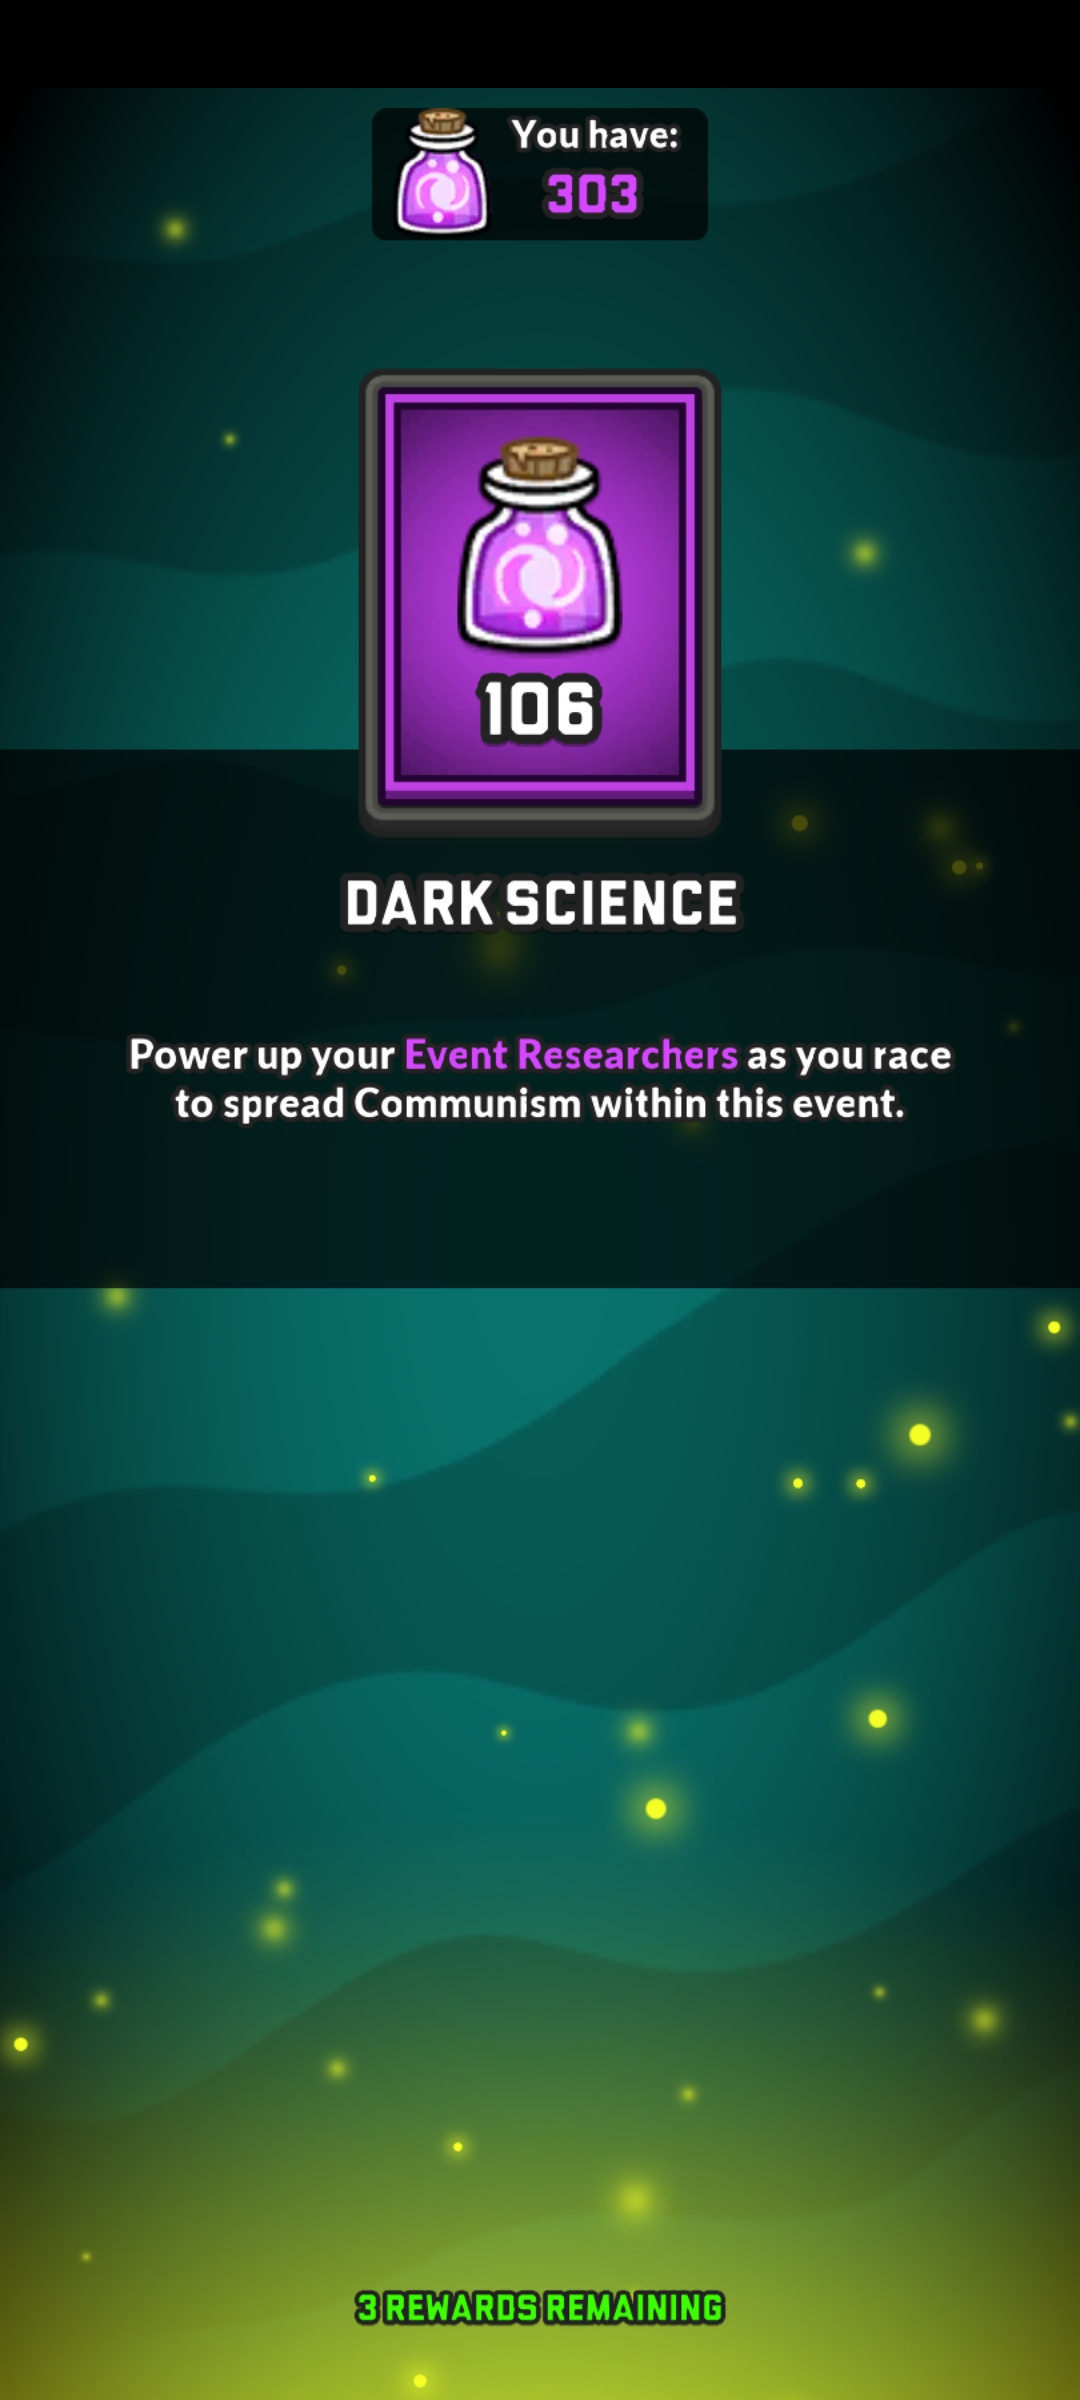 You have:
303
106
DARK SCIENCE
Power up your Event Researchers as you race
to spread Communism within this event.
3 REWARDS REMAINING